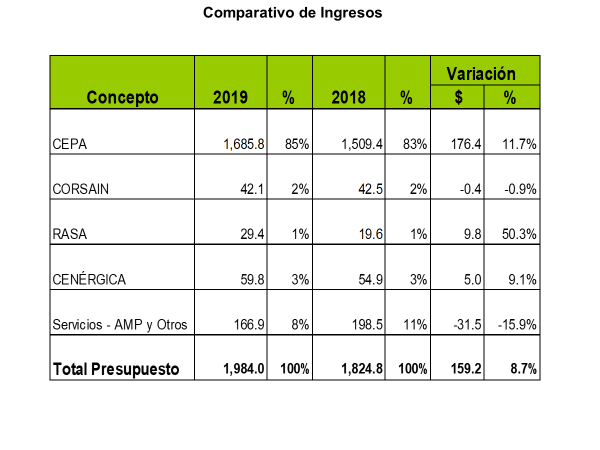 Comparativo de Ingresos
Variación
Concepto 2019 % 2018 % $ %
CEPA 1,685.8 85% 1,509.4 83% 176.4 11.7%
CORSAIN 42.1 2% 42.5 2% -0.4 -0.9%
RASA 29.4 1% 19.6 1% 9.8 50.3%
CENÉRGICA 59.8 3% 54.9 3% 5.0 9.1%
Servicios - AMP y Otros 166.9 8% 198.5 11% -31.5 -15.9%
Total Presupuesto 1,984.0 100% 1,824.8 100% 159.2 8.7%